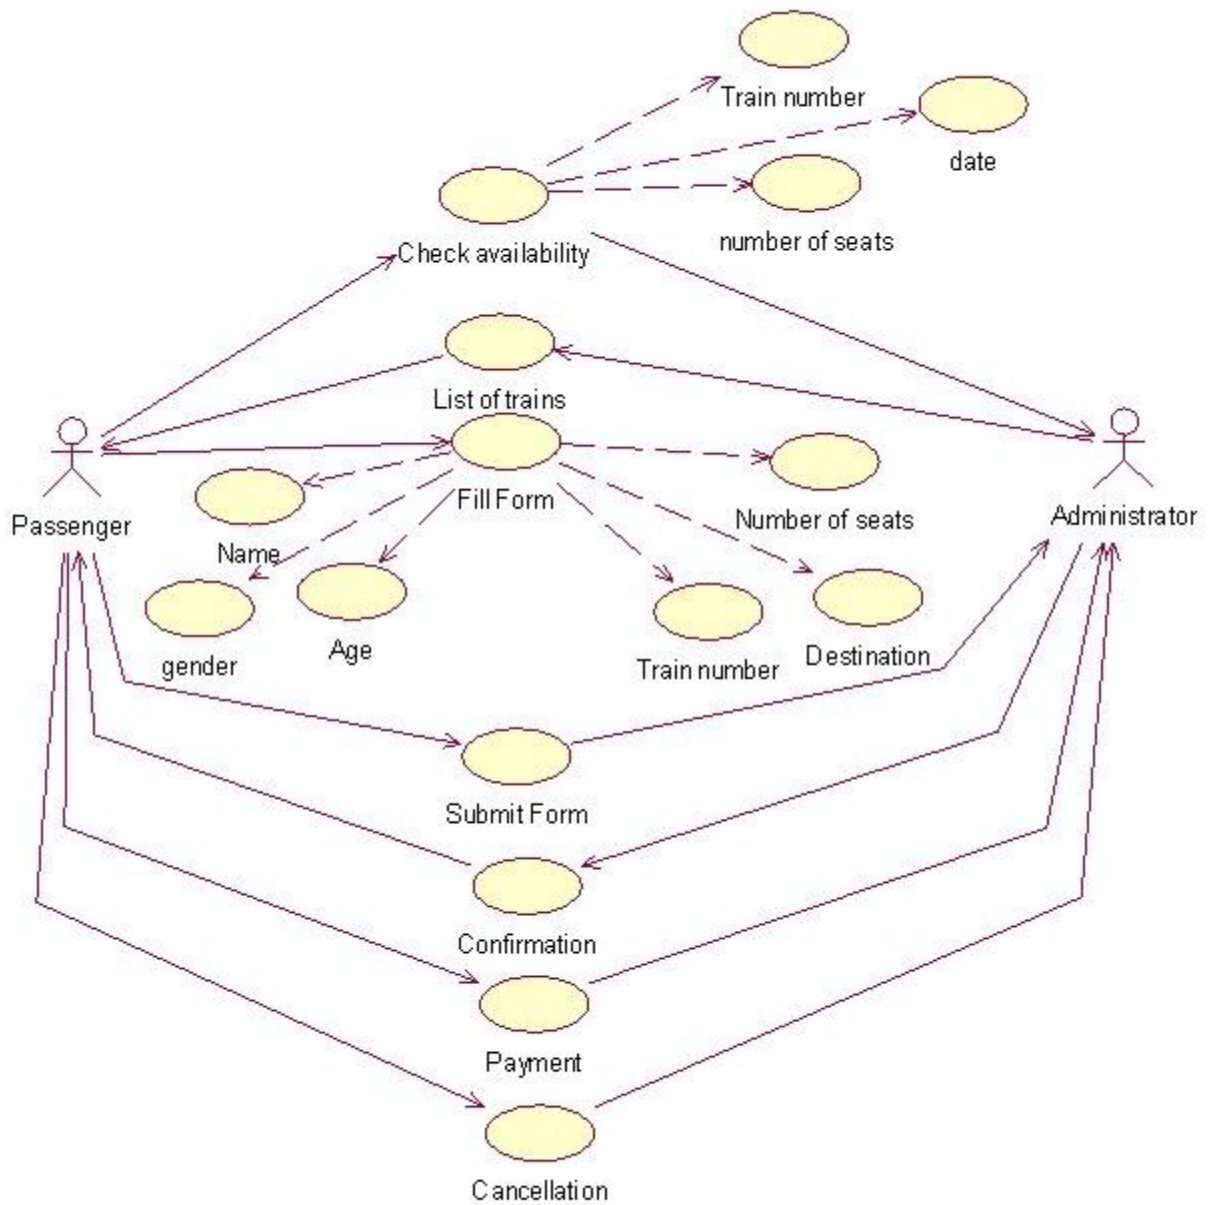 Train number
date
number of seats
Check availability
List of trains
Fill Form
Number of seats
Passenger
Administrator
Name
gender
Age
Train number
Destination
Submit Form
Confirmation
Payment
Cancellation